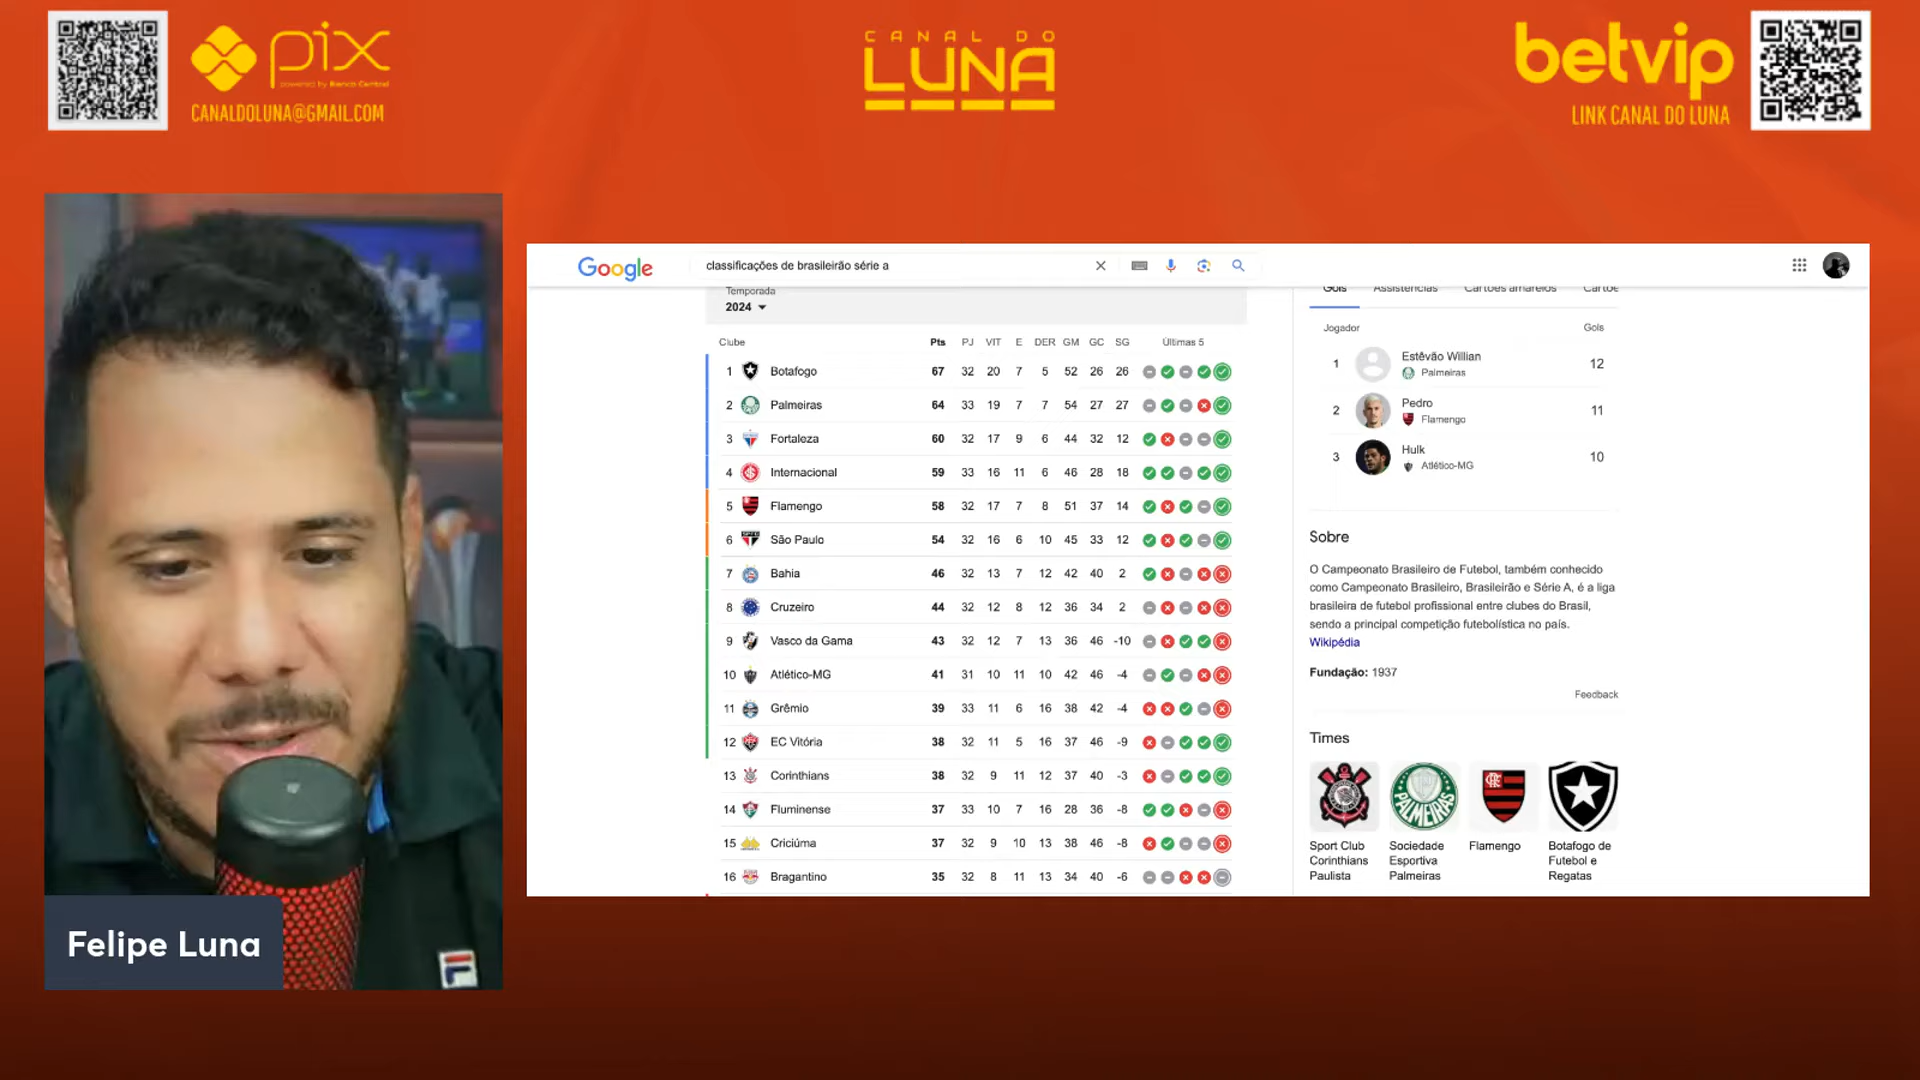 pix
powered by Banco Central
CANALDOLUNA@GMAIL.COM
CANAL DO
LUNA
betvip
LINK CANAL DO LUNA
Google
classificações de brasileirão série a
Temporada
2024
Clube Pts PJ VIT E DER GM GC SG Últimas 5
1 Botafogo 67 32 20 7 5 52 26 26
2 Palmeiras 64 33 19 7 7 54 27 27
3 Fortaleza 60 32 17 9 6 44 32 12
4 Internacional 59 33 16 11 6 46 28 18
5 Flamengo 58 32 17 7 8 51 37 14
6 São Paulo 54 32 16 6 10 45 33 12
7 Bahia 46 32 13 7 12 42 40 2
8 Cruzeiro 44 32 12 8 12 36 34 2
9 Vasco da Gama 43 32 12 7 13 36 46 -10
10 Atlético-MG 41 31 10 11 10 42 46 -4
11 Grêmio 39 33 11 6 16 38 42 -4
12 EC Vitória 38 32 11 5 16 37 46 -9
13 Corinthians 38 32 9 11 12 37 40 -3
14 Fluminense 37 33 10 7 16 28 36 -8
15 Criciúma 37 32 9 10 13 38 46 -8
16 Bragantino 35 32 8 11 13 34 40 -6
Gols Assistências Cartões amarelos Cartõe
Jogador Gols
1 Estêvão Willian 12
Palmeiras
2 Pedro 11
Flamengo
3 Hulk 10
Atlético-MG
Sobre
O Campeonato Brasileiro de Futebol, também conhecido
como Campeonato Brasileiro, Brasileirão e Série A, é a liga
brasileira de futebol profissional entre clubes do Brasil,
sendo a principal competição futebolística no país.
Wikipédia
Fundação: 1937
Feedback
Times
PALMEIRAS
Sport Club
Corinthians
Paulista
Sociedade
Esportiva
Palmeiras
Flamengo
Botafogo de
Futebol e
Regatas
Felipe Luna